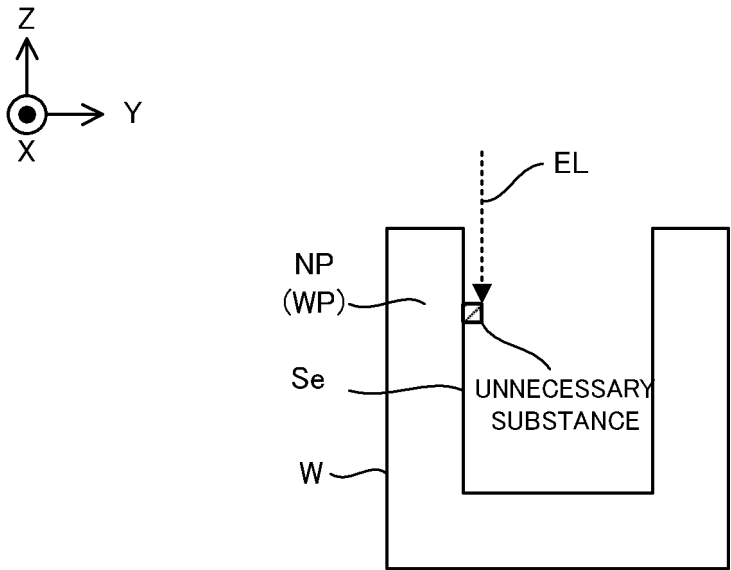 Z
Y
X
EL
NP
(WP)
Se
UNNECESSARY
SUBSTANCE
W